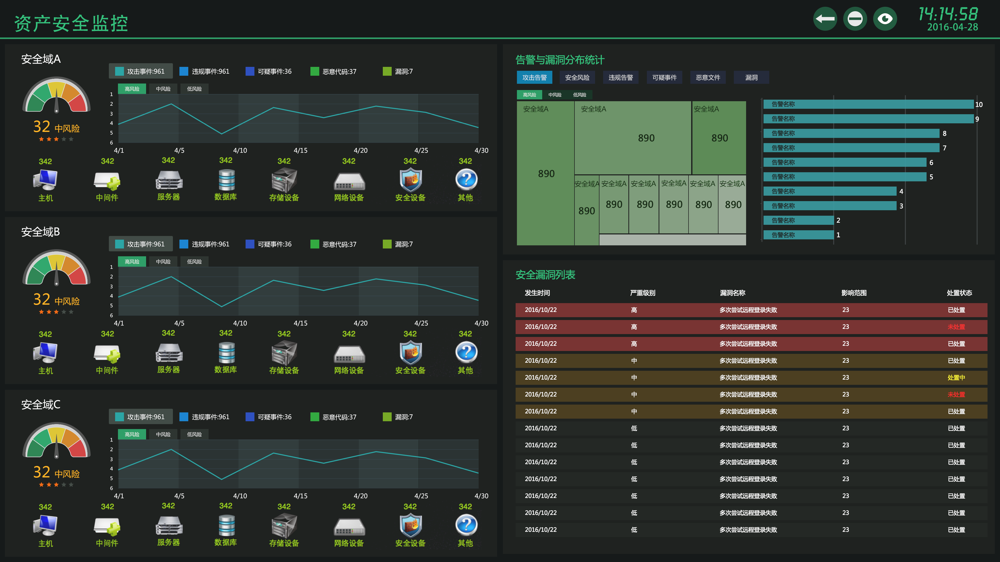 资产安全监控
14:14:58
2016-04-28
安全域A
攻击事件:961 违规事件:961 可疑事件:36 恶意代码:37 漏洞:7
高风险 中风险 低风险
1
2
3
4
5
6
4/1 4/5 4/10 4/15 4/20 4/25 4/30
32 中风险
342 342 342 342 342 342 342 342
主机 中间件 服务器 数据库 存储设备 网络设备 安全设备 其他
安全域B
攻击事件:961 违规事件:961 可疑事件:36 恶意代码:37 漏洞:7
高风险 中风险 低风险
1
2
3
4
5
6
4/1 4/5 4/10 4/15 4/20 4/25 4/30
32 中风险
342 342 342 342 342 342 342 342
主机 中间件 服务器 数据库 存储设备 网络设备 安全设备 其他
安全域C
攻击事件:961 违规事件:961 可疑事件:36 恶意代码:37 漏洞:7
高风险 中风险 低风险
1
2
3
4
5
6
4/1 4/5 4/10 4/15 4/20 4/25 4/30
32 中风险
342 342 342 342 342 342 342 342
主机 中间件 服务器 数据库 存储设备 网络设备 安全设备 其他
告警与漏洞分布统计
攻击告警 安全风险 违规告警 可疑事件 恶意文件 漏洞
高风险 中风险 低风险
安全域A 安全域A 安全域A
890 890
890
安全域A 安全域A 安全域A 安全域A 安全域A 安全域A
890 890 890 890 890 890
告警名称 10
告警名称 9
告警名称 8
告警名称 7
告警名称 6
告警名称 5
告警名称 4
告警名称 3
告警名称 2
告警名称 1
安全漏洞列表
发生时间 严重级别 漏洞名称 影响范围 处置状态
2016/10/22 高 多次尝试远程登录失败 23 已处置
2016/10/22 高 多次尝试远程登录失败 23 未处置
2016/10/22 高 多次尝试远程登录失败 23 已处置
2016/10/22 中 多次尝试远程登录失败 23 已处置
2016/10/22 中 多次尝试远程登录失败 23 处置中
2016/10/22 中 多次尝试远程登录失败 23 未处置
2016/10/22 中 多次尝试远程登录失败 23 已处置
2016/10/22 低 多次尝试远程登录失败 23 已处置
2016/10/22 低 多次尝试远程登录失败 23 已处置
2016/10/22 低 多次尝试远程登录失败 23 已处置
2016/10/22 低 多次尝试远程登录失败 23 已处置
2016/10/22 低 多次尝试远程登录失败 23 已处置
2016/10/22 低 多次尝试远程登录失败 23 已处置
2016/10/22 低 多次尝试远程登录失败 23 已处置